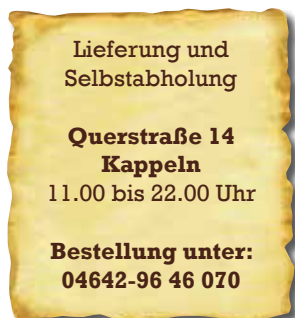 Lieferung und
Selbstabholung
Querstraße 14
Kappeln
11.00 bis 22.00 Uhr
Bestellung unter:
04642-96 46 070